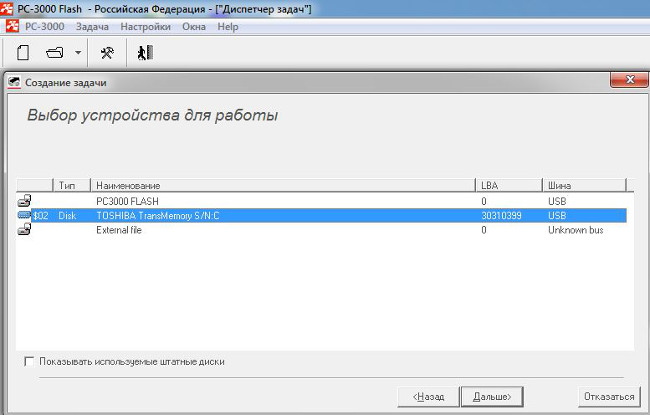 PC-3000 Flash - Российская Федерация - ["Диспетчер задач"]
PC-3000 Задача Настройки Окна Help
Создание задачи
Выбор устройства для работы
Тип Наименование LBA Шина
PC3000 FLASH 0 USB
$02 Disk TOSHIBA TransMemory S/N:C 30310399 USB
External file 0 Unknown bus
Показывать используемые штатные диски
<Назад Дальше> Отказаться